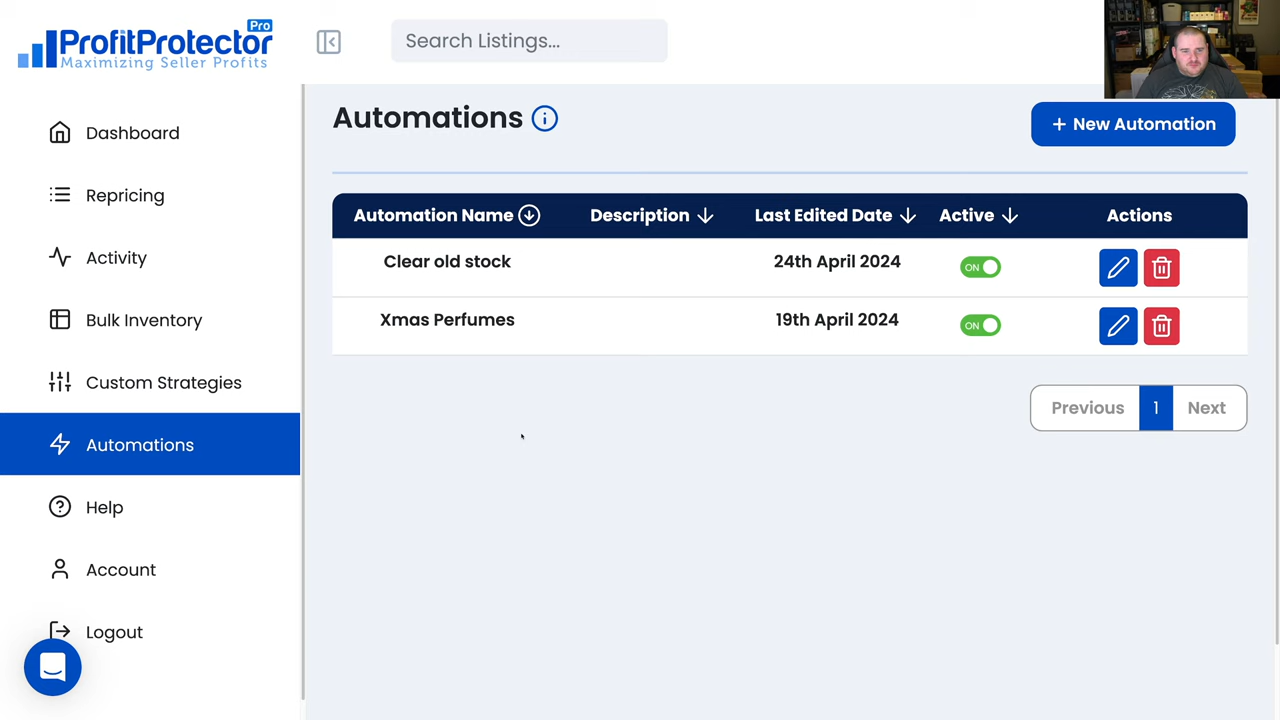 ProfitProtector Pro
Maximizing Seller Profits
Search Listings...
Dashboard
Repricing
Activity
Bulk Inventory
Custom Strategies
Automations
Help
Account
Logout
Automations
+ New Automation
Automation Name Description Last Edited Date Active Actions
Clear old stock 24th April 2024 ON
Xmas Perfumes 19th April 2024 ON
Previous 1 Next